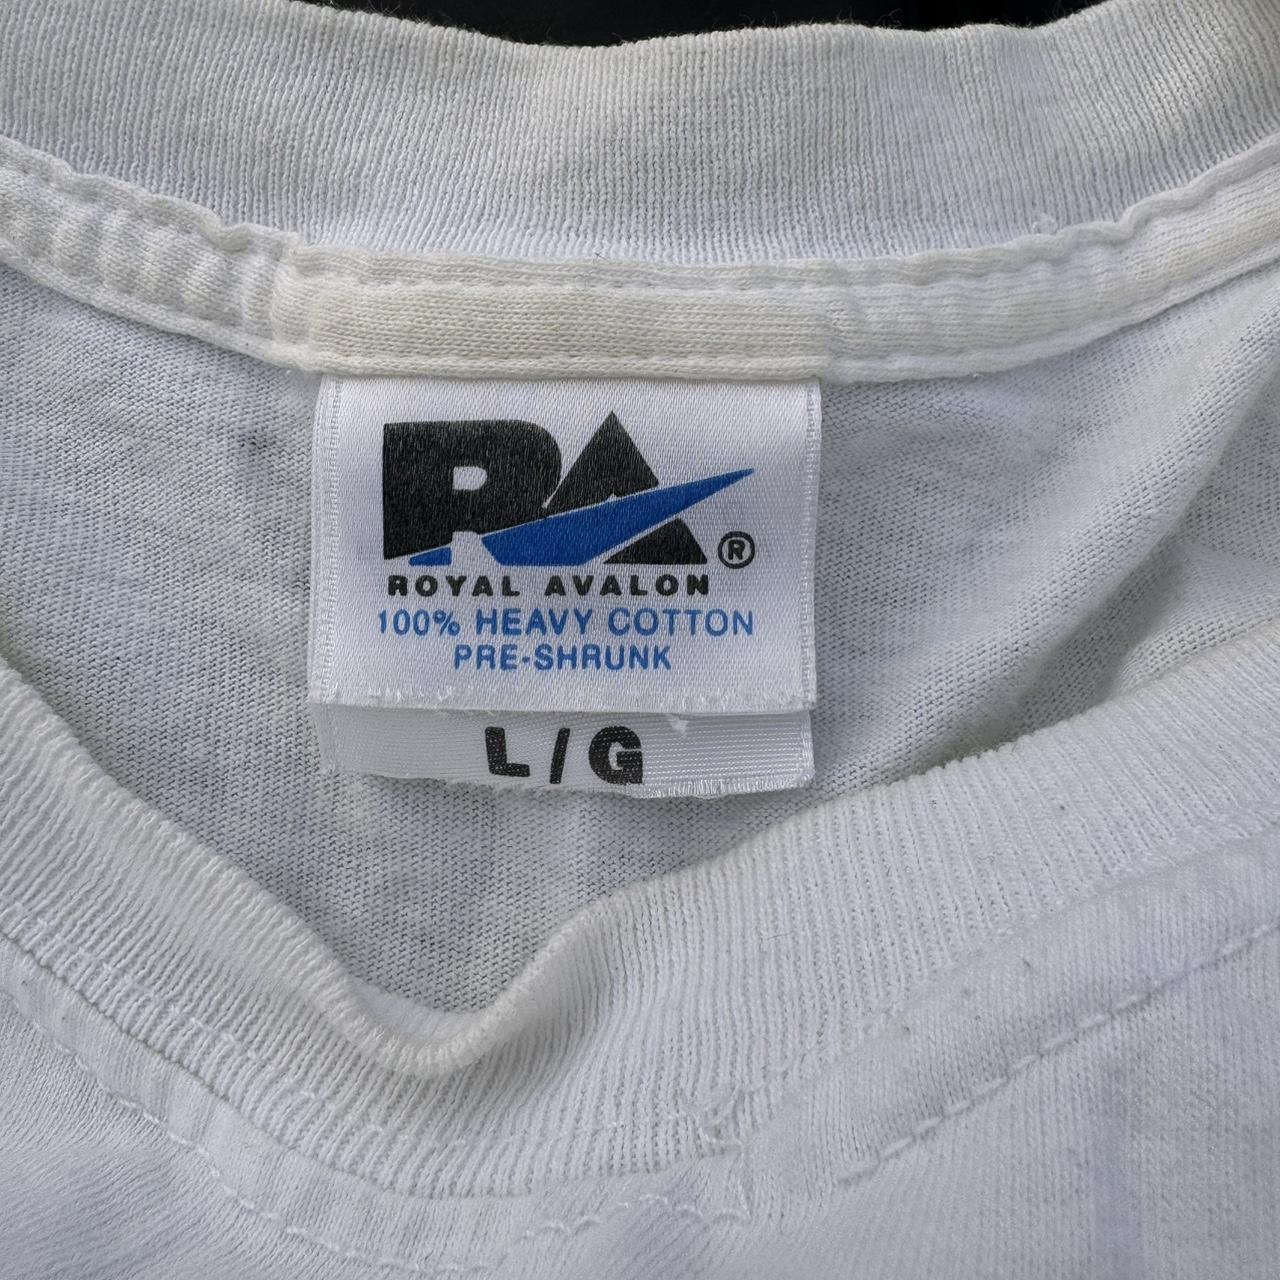 RA®
ROYAL AVALON
100% HEAVY COTTON
PRE-SHRUNK
L/G